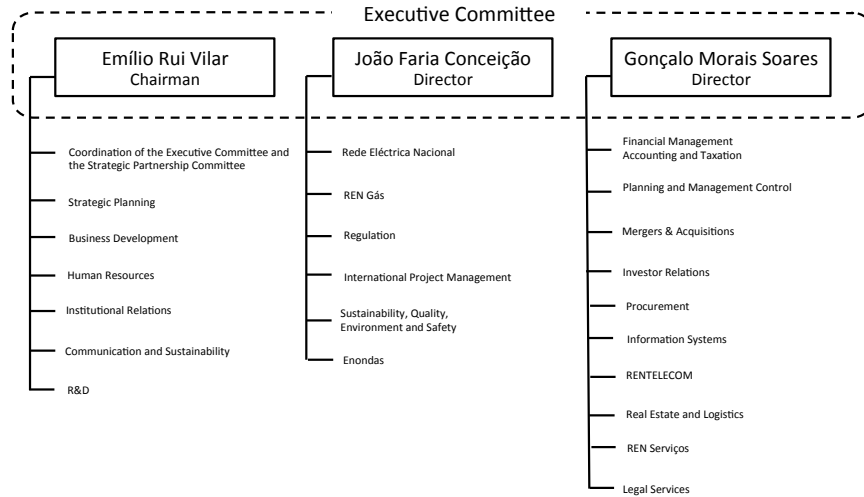 Executive Committee
Emílio Rui Vilar
Chairman
João Faria Conceição
Director
Gonçalo Morais Soares
Director
Coordination of the Executive Committee and
the Strategic Partnership Committee
Strategic Planning
Business Development
Human Resources
Institutional Relations
Communication and Sustainability
R&D
Rede Eléctrica Nacional
REN Gás
Regulation
International Project Management
Sustainability, Quality,
Environment and Safety
Enondas
Financial Management
Accounting and Taxation
Planning and Management Control
Mergers & Acquisitions
Investor Relations
Procurement
Information Systems
RENTELECOM
Real Estate and Logistics
REN Serviços
Legal Services